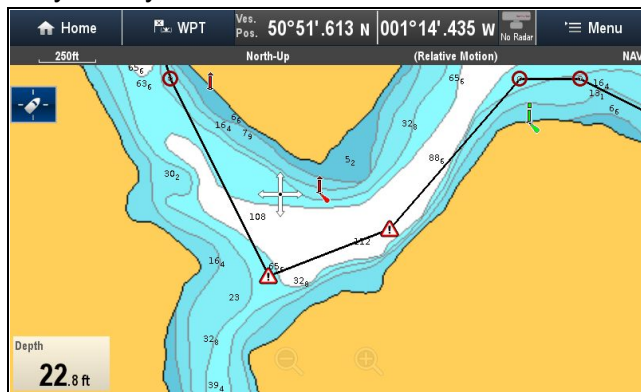 Home
WPT
Ves. Pos. 50°51'.613 N
001°14'.435 W
No Radar
Menu
250ft
North-Up
(Relative Motion)
NAV
65₆
63₆
16₄
6₆
7₉
5₂
32₈
65₆
88₆
16₄
13₁
6₆
30₂
108
112
65₆
32₈
16₄
23
32₈
39₄
Depth
22.8 ft